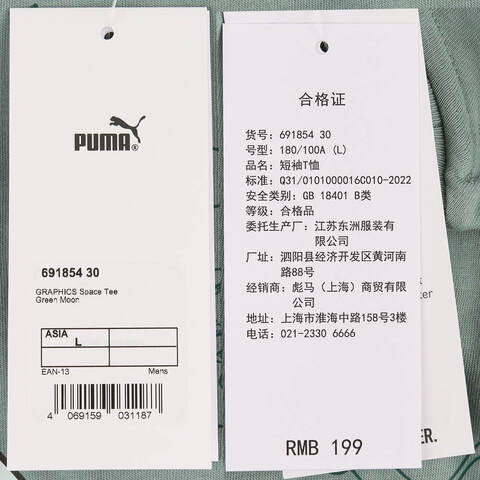 PUMA
691854 30
GRAPHICS Space Tee
Green Moon
ASIA
L
EAN-13
Mens
4 069159 031187
合格证
货号: 691854 30
号型: 180/100A (L)
品名: 短袖T恤
标准: Q31/0101000016C010-2022
安全类别: GB 18401 B类
等级: 合格品
委托生产厂: 江苏东洲服装有
限公司
厂址: 泗阳县经济开发区黄河南
路88号
经销商: 彪马（上海）商贸有限
公司
地址: 上海市淮海中路158号3楼
电话: 021-2330 6666
RMB 199
ER.